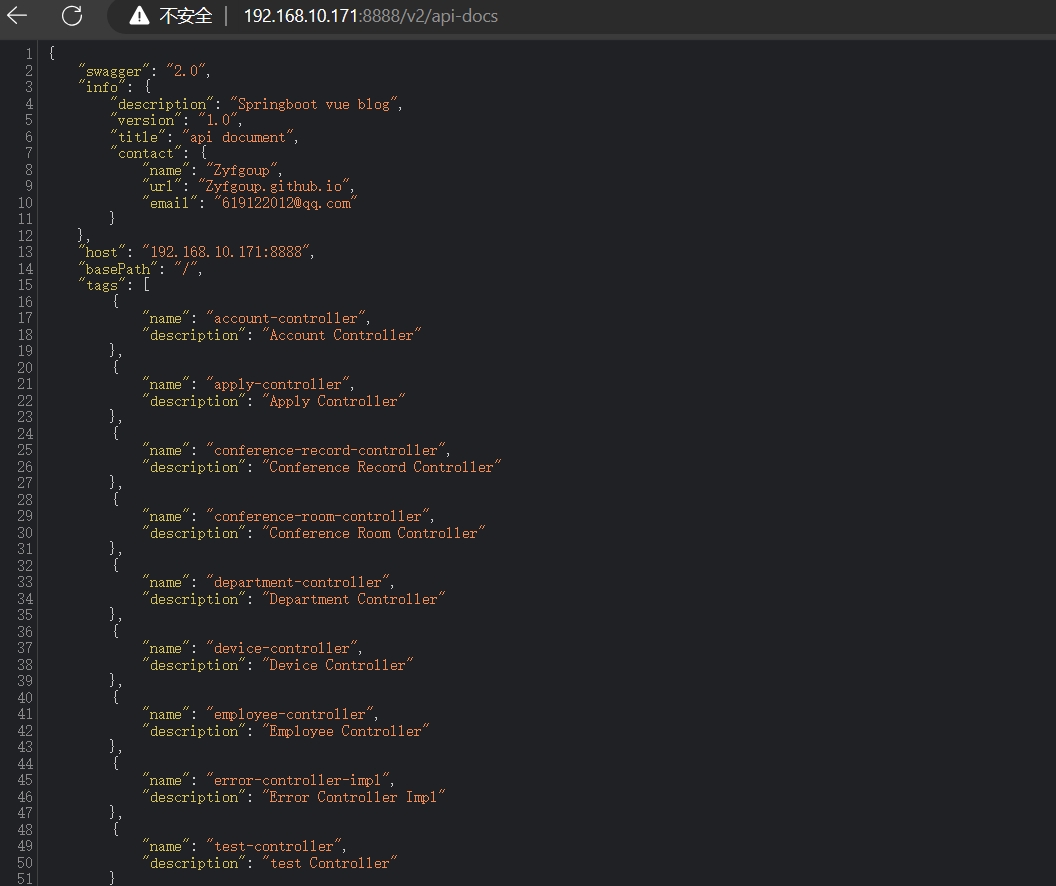 不安全 | 192.168.10.171:8888/v2/api-docs
1 {
2 "swagger": "2.0",
3 "info": {
4 "description": "Springboot vue blog",
5 "version": "1.0",
6 "title": "api document",
7 "contact": {
8 "name": "Zyfgoup",
9 "url": "Zyfgoup.github.io",
10 "email": "619122012@qq.com"
11 }
12 },
13 "host": "192.168.10.171:8888",
14 "basePath": "/",
15 "tags": [
16 {
17 "name": "account-controller",
18 "description": "Account Controller"
19 },
20 {
21 "name": "apply-controller",
22 "description": "Apply Controller"
23 },
24 {
25 "name": "conference-record-controller",
26 "description": "Conference Record Controller"
27 },
28 {
29 "name": "conference-room-controller",
30 "description": "Conference Room Controller"
31 },
32 {
33 "name": "department-controller",
34 "description": "Department Controller"
35 },
36 {
37 "name": "device-controller",
38 "description": "Device Controller"
39 },
40 {
41 "name": "employee-controller",
42 "description": "Employee Controller"
43 },
44 {
45 "name": "error-controller-impl",
46 "description": "Error Controller Impl"
47 },
48 {
49 "name": "test-controller",
50 "description": "test Controller"
51 }